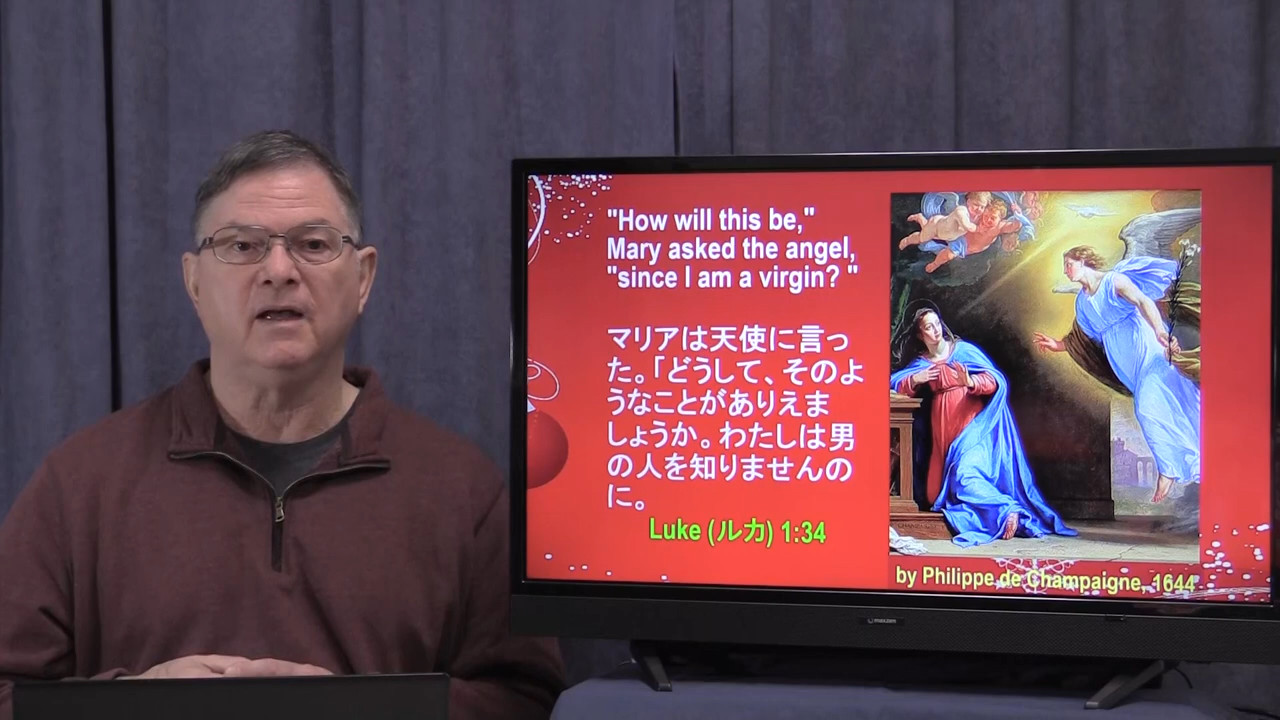 "How will this be,"
Mary asked the angel,
"since I am a virgin? "
マリアは天使に言っ
た。「どうして、そのよ
うなことがありえま
しょうか。わたしは男
の人を知りませんの
に。
Luke (ルカ) 1:34
by Philippe de Champaigne, 1644
maxzen